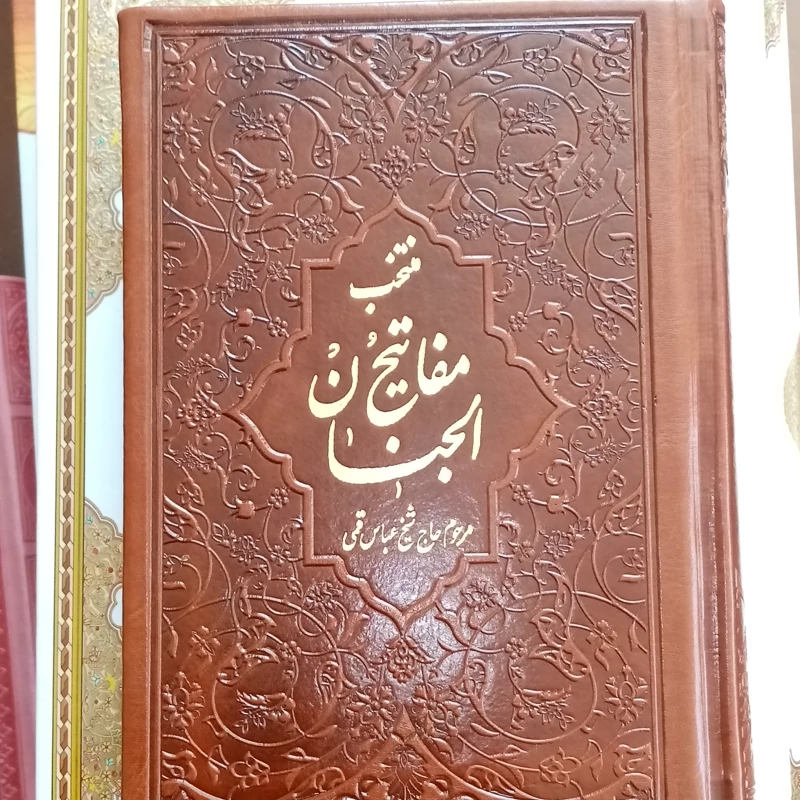 منتخب
مفاتیح
الجنان
مرحوم حاج شیخ عباس قمی